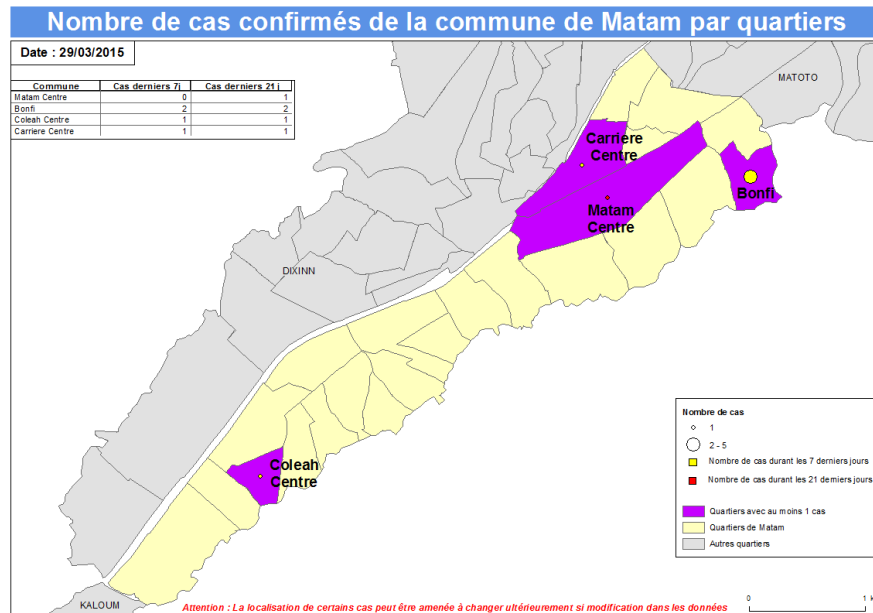 Nombre de cas confirmés de la commune de Matam par quartiers
Date : 29/03/2015
Commune Cas derniers 7j Cas derniers 21 j
Matam Centre 0 1
Bonfi 2 2
Coleah Centre 1 1
Carriere Centre 1 1
MATOTO
Carriere
Centre
Bonfi
Matam
Centre
DIXINN
Coleah
Centre
KALOUM
Nombre de cas
1
2 - 5
Nombre de cas durant les 7 derniers jours
Nombre de cas durant les 21 derniers jours
Quartiers avec au moins 1 cas
Quartiers de Matam
Autres quartiers
0 1 k
Attention : La localisation de certains cas peut être amenée à changer ultérieurement si modification dans les données